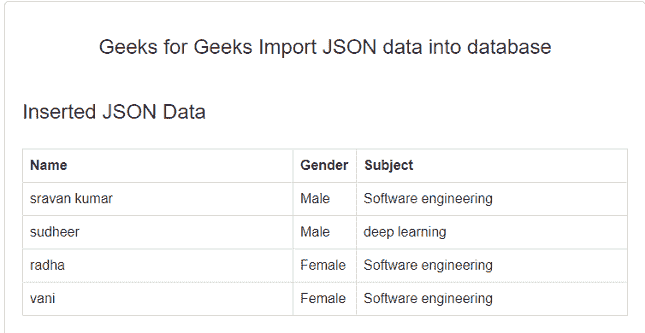 Geeks for Geeks Import JSON data into database
Inserted JSON Data
Name Gender Subject
sravan kumar Male Software engineering
sudheer Male deep learning
radha Female Software engineering
vani Female Software engineering